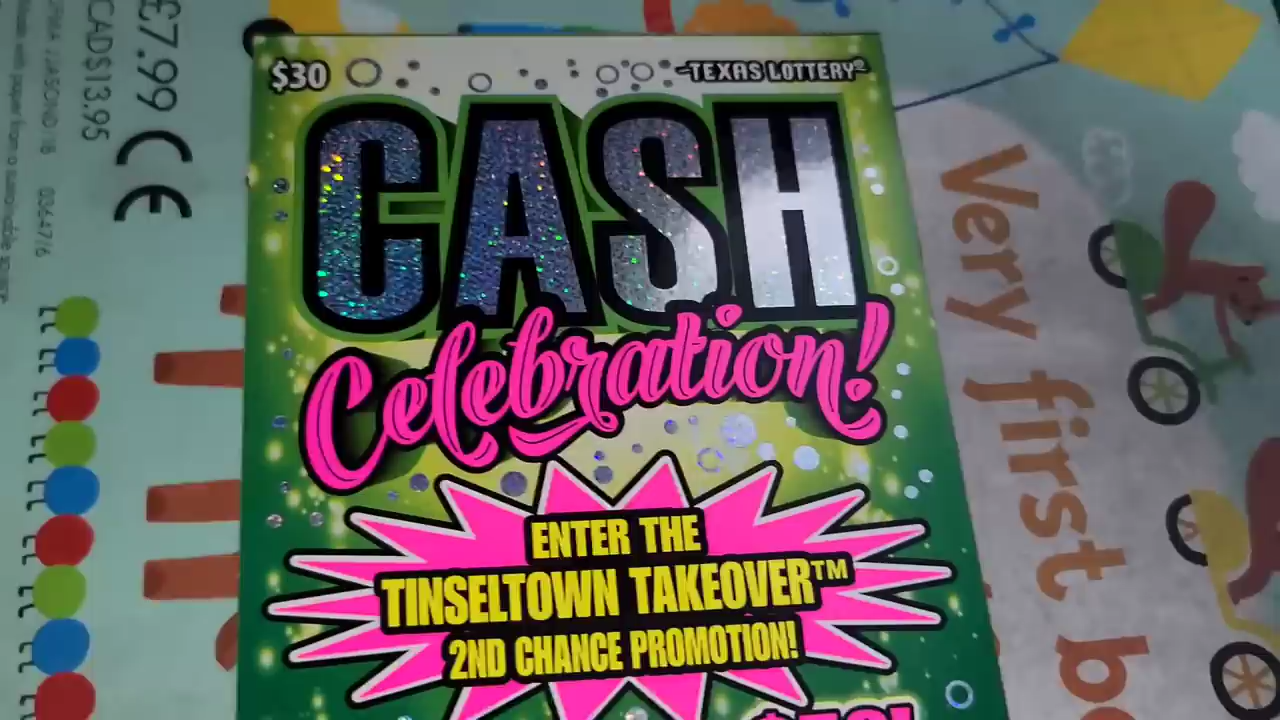 $30
TEXAS LOTTERY®
CASH
Celebration!
ENTER THE
TINSELTOWN TAKEOVER™
2ND CHANCE PROMOTION!
£7.99 CE
CAD$13.95
Very first b